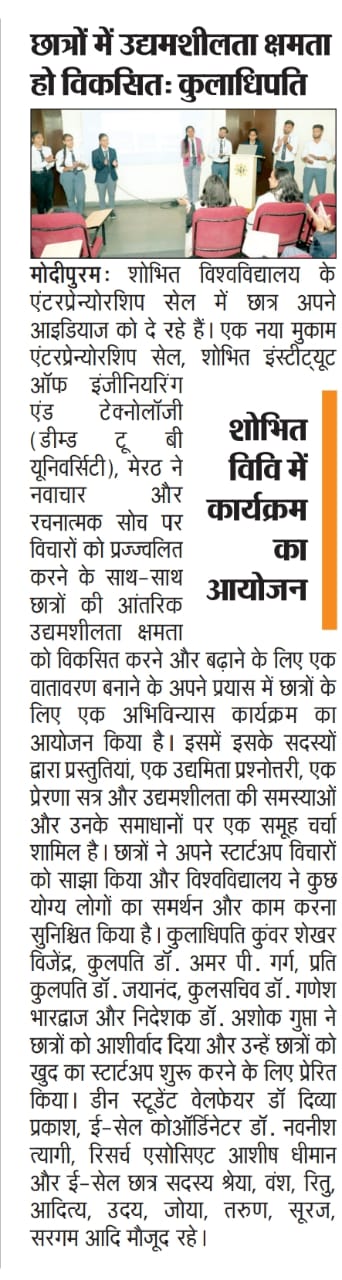 छात्रों में उद्यमशीलता क्षमता
हो विकसितः कुलाधिपति
मोदीपुरमः शोभित विश्वविद्यालय के
एंटरप्रेन्योरशिप सेल में छात्र अपने
आइडियाज को दे रहे हैं। एक नया मुकाम
एंटरप्रेन्योरशिप सेल, शोभित इंस्टीट्यूट
ऑफ इंजीनियरिंग
एंड टेक्नोलॉजी
(डीम्ड टू बी
यूनिवर्सिटी), मेरठ ने
नवाचार और
रचनात्मक सोच पर
विचारों को प्रज्ज्वलित
करने के साथ-साथ
छात्रों की आंतरिक
उद्यमशीलता क्षमता
शोभित
विवि में
कार्यक्रम
का
आयोजन
को विकसित करने और बढ़ाने के लिए एक
वातावरण बनाने के अपने प्रयास में छात्रों के
लिए एक अभिविन्यास कार्यक्रम का
आयोजन किया है। इसमें इसके सदस्यों
द्वारा प्रस्तुतियां, एक उद्यमिता प्रश्नोत्तरी, एक
प्रेरणा सत्र और उद्यमशीलता की समस्याओं
और उनके समाधानों पर एक समूह चर्चा
शामिल है। छात्रों ने अपने स्टार्टअप विचारों
को साझा किया और विश्वविद्यालय ने कुछ
योग्य लोगों का समर्थन और काम करना
सुनिश्चित किया है। कुलाधिपति कुंवर शेखर
विजेंद्र, कुलपति डॉ. अमर पी. गर्ग, प्रति
कुलपति डॉ. जयानंद, कुलसचिव डॉ. गणेश
भारद्वाज और निदेशक डॉ. अशोक गुप्ता ने
छात्रों को आशीर्वाद दिया और उन्हें छात्रों को
खुद का स्टार्टअप शुरू करने के लिए प्रेरित
किया। डीन स्टूडेंट वेलफेयर डॉ दिव्या
प्रकाश, ई-सेल कोऑर्डिनेटर डॉ. नवनीश
त्यागी, रिसर्च एसोसिएट आशीष धीमान
और ई-सेल छात्र सदस्य श्रेया, वंश, रितु,
आदित्य, उदय, जोया, तरुण, सूरज,
सरगम आदि मौजूद रहे।